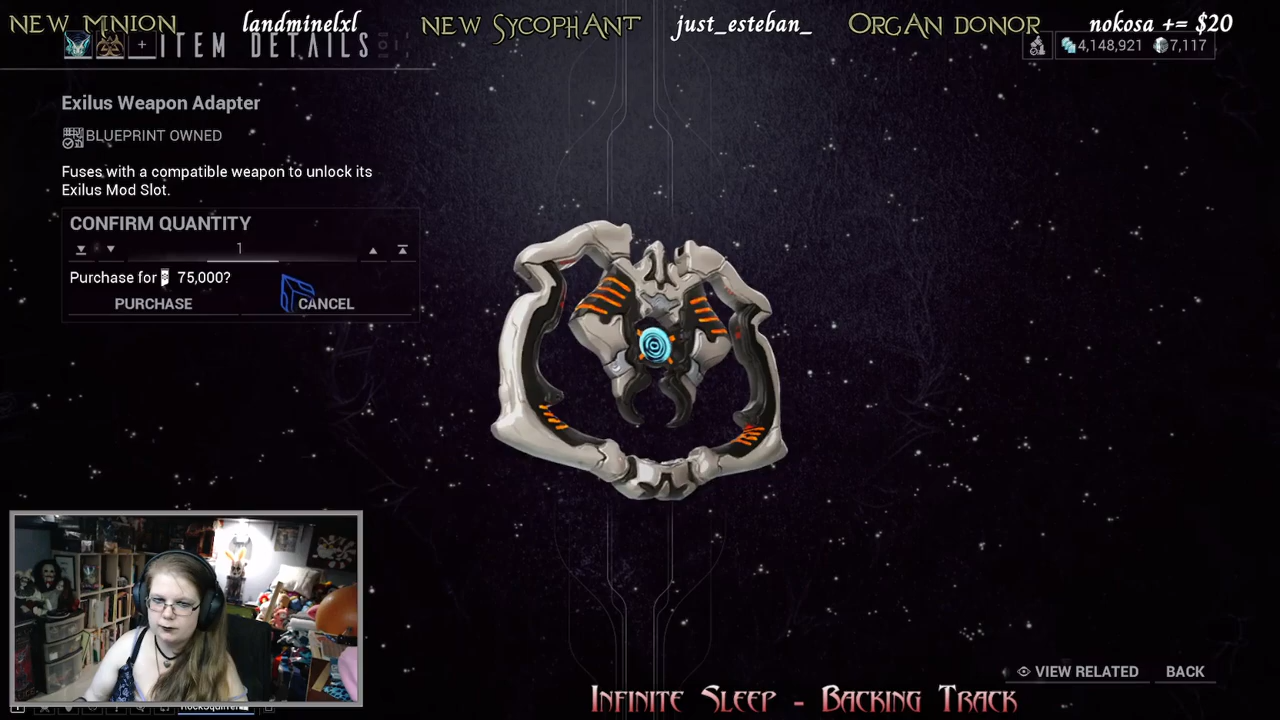 NEW MINION landminelxl NEW SYCOPHANT just_esteban_ ORGAN DONOR nokosa += $20
ITEM DETAILS
4,148,921 7,117
Exilus Weapon Adapter
BLUEPRINT OWNED
Fuses with a compatible weapon to unlock its
Exilus Mod Slot.
CONFIRM QUANTITY
1
Purchase for 75,000?
PURCHASE CANCEL
VIEW RELATED BACK
INFINITE SLEEP - BACKING TRACK